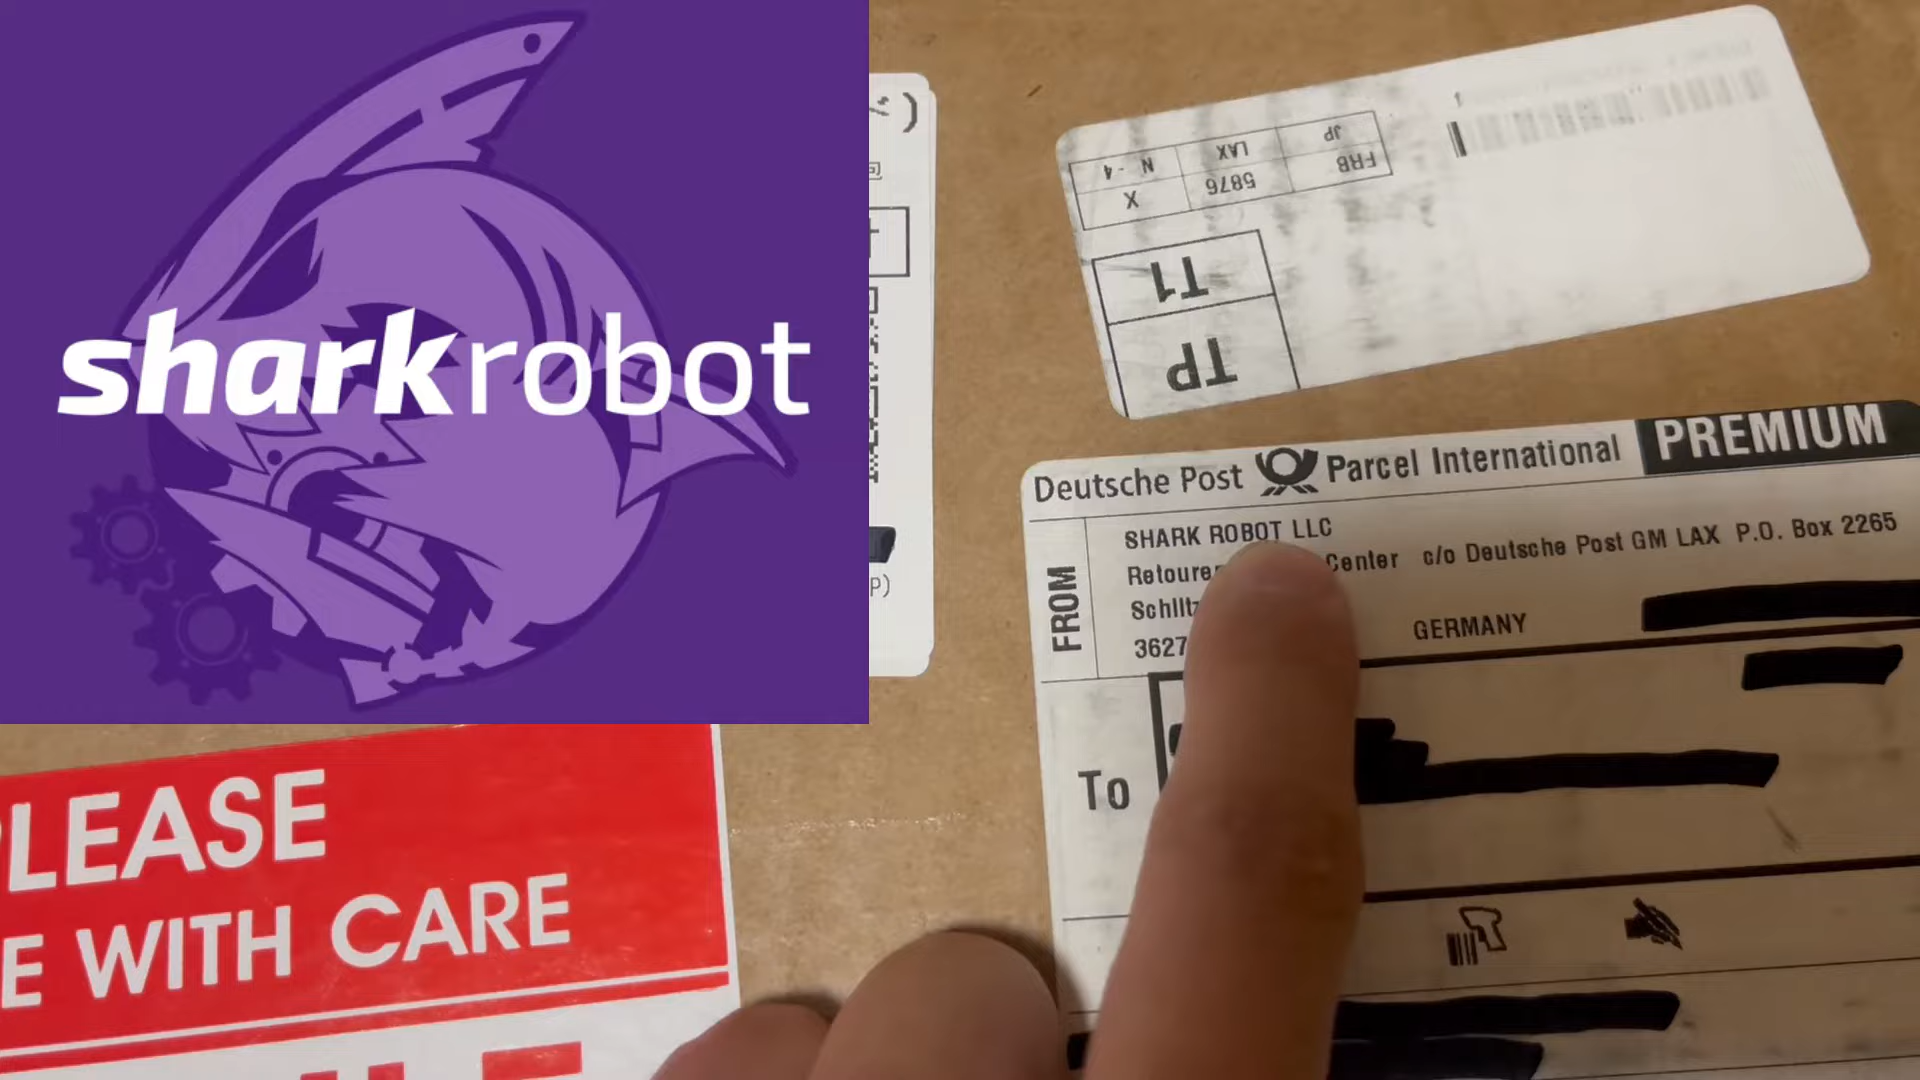 sharkrobot
FRB JP
5876 LAX
X N - 4
T1
TP
1
Deutsche Post Parcel International PREMIUM
FROM
SHARK ROBOT LLC
Center c/o Deutsche Post GM LAX P.O. Box 2265
GERMANY
To
PLEASE
E WITH CARE
P)